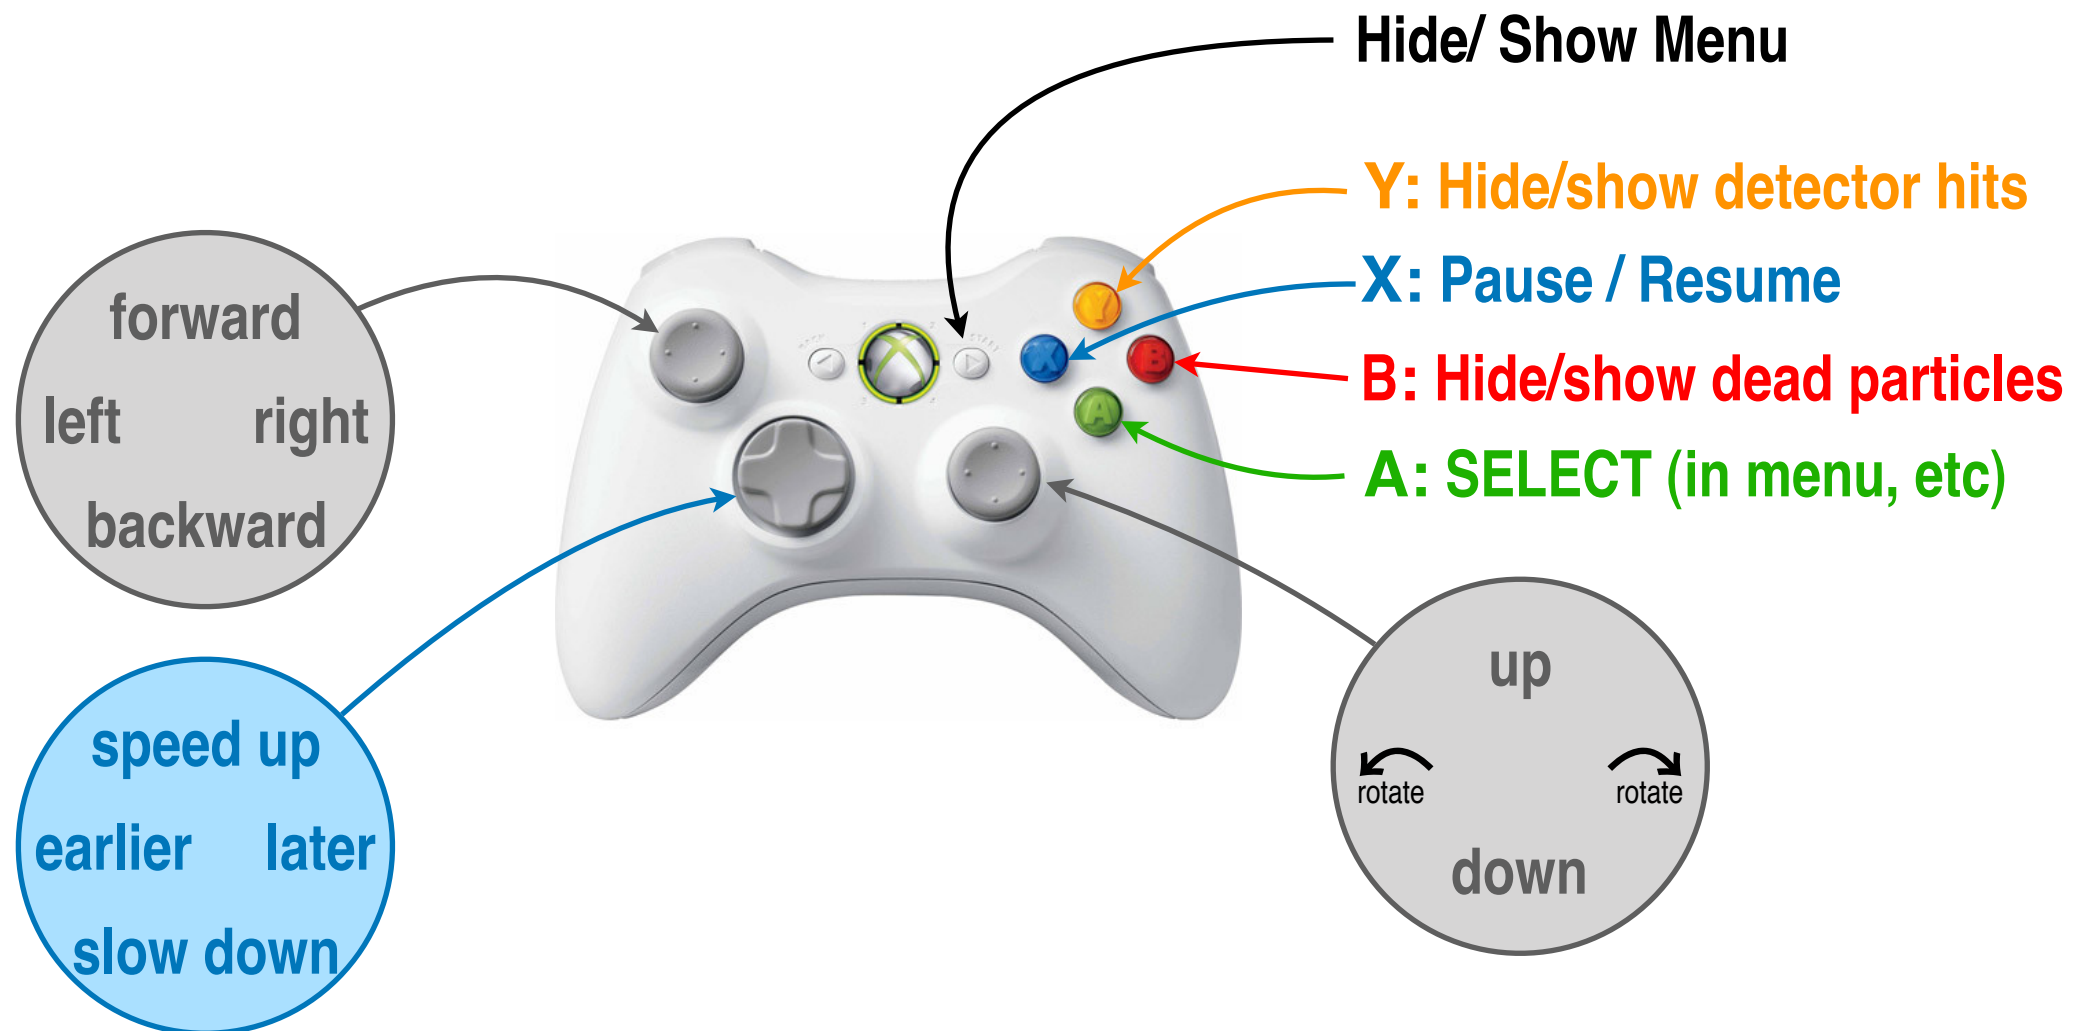 Hide/ Show Menu
Y: Hide/show detector hits
X: Pause / Resume
B: Hide/show dead particles
A: SELECT (in menu, etc)
forward
left right
backward
speed up
earlier later
slow down
up
rotate rotate
down
START
Y
X
B
A